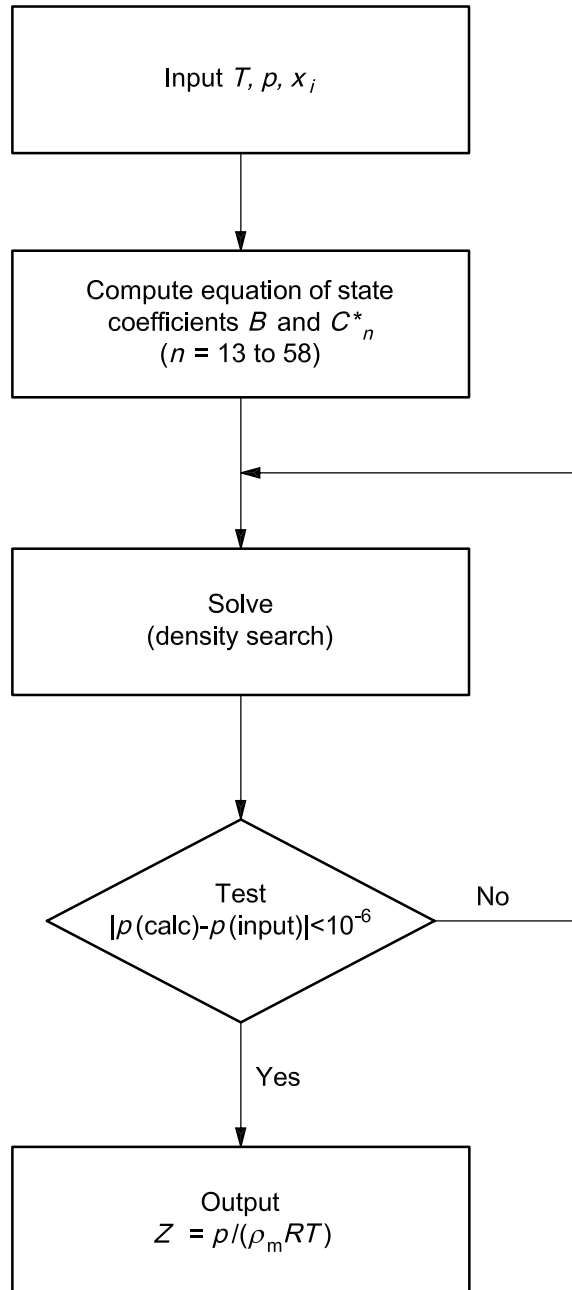 Input T, p, x_i
Compute equation of state
coefficients B and C*_n
(n = 13 to 58)
Solve
(density search)
Test
|p(calc)-p(input)|<10⁻⁶
No
Yes
Output
Z = p/(ρ_m RT)